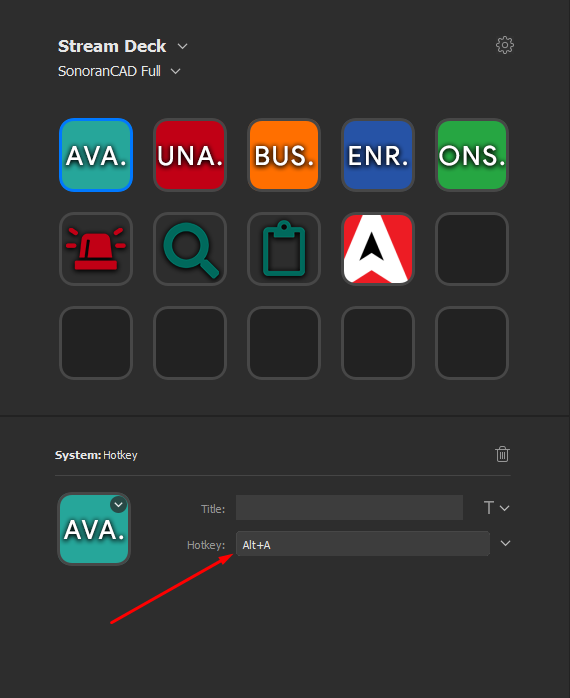 Stream Deck
SonoranCAD Full
AVA. UNA. BUS. ENR. ONS.
System: Hotkey
AVA.
Title:
T
Hotkey: Alt+A